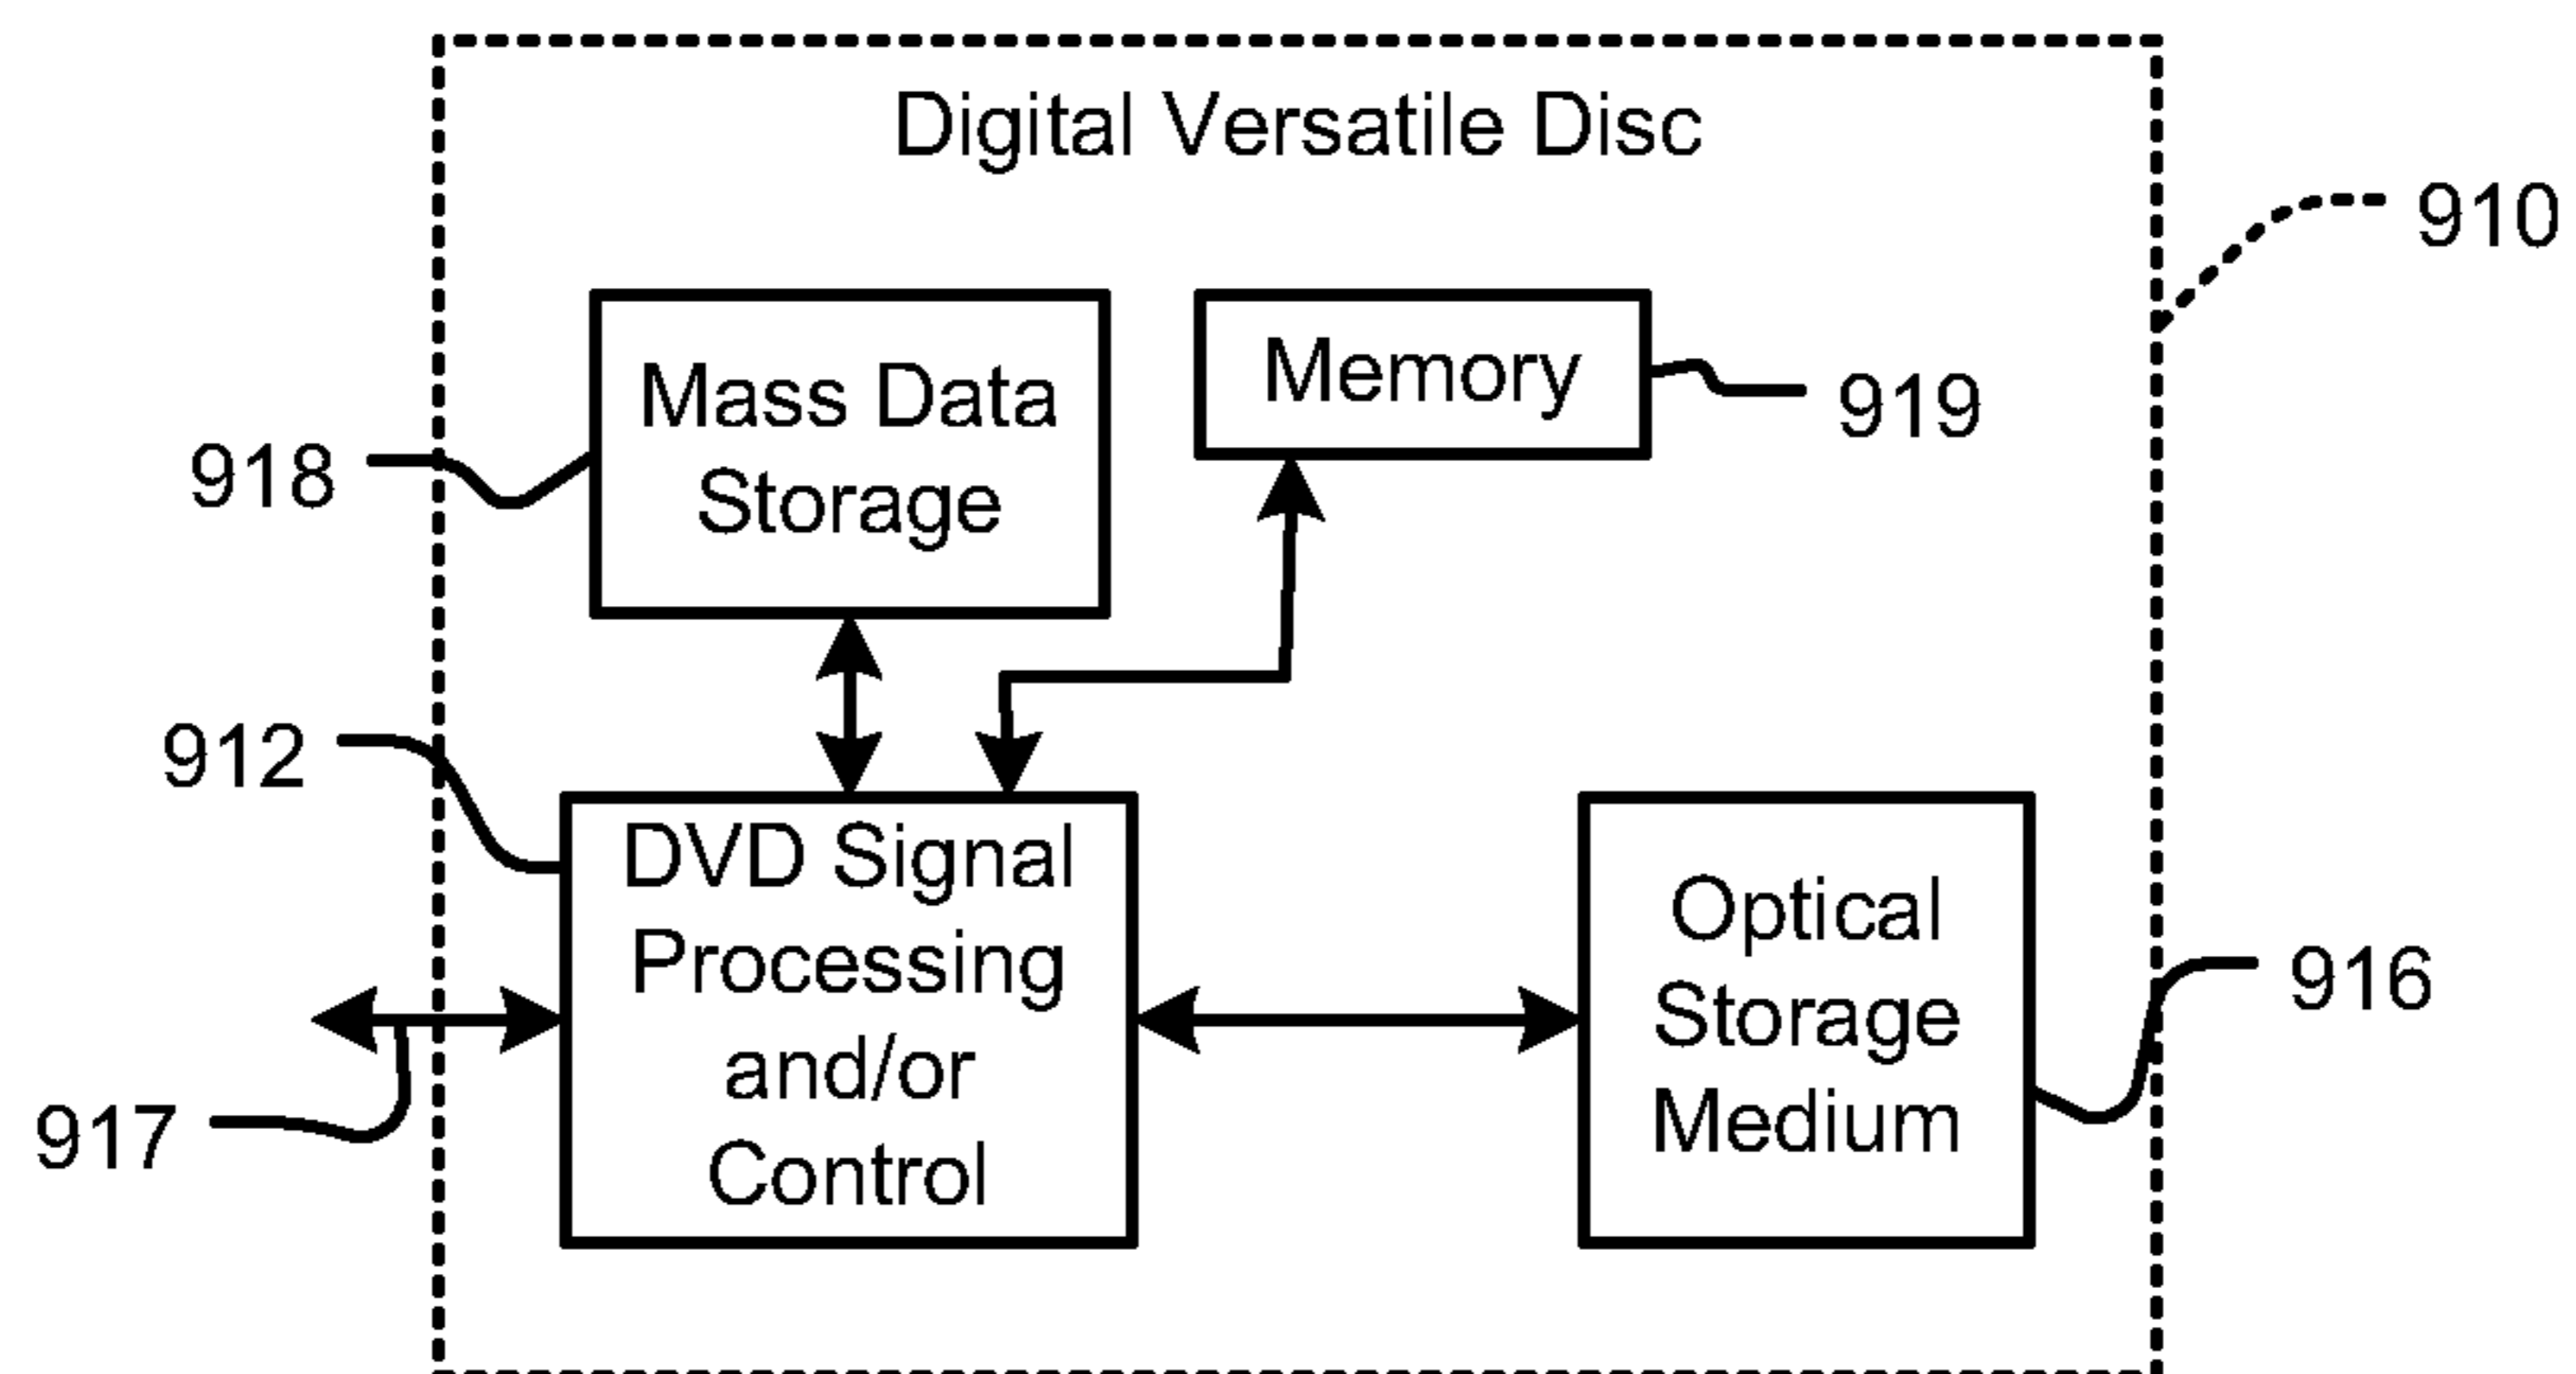 Digital Versatile Disc
910
Mass Data
Storage
918
Memory
919
912
DVD Signal
Processing
and/or
Control
Optical
Storage
Medium
916
917